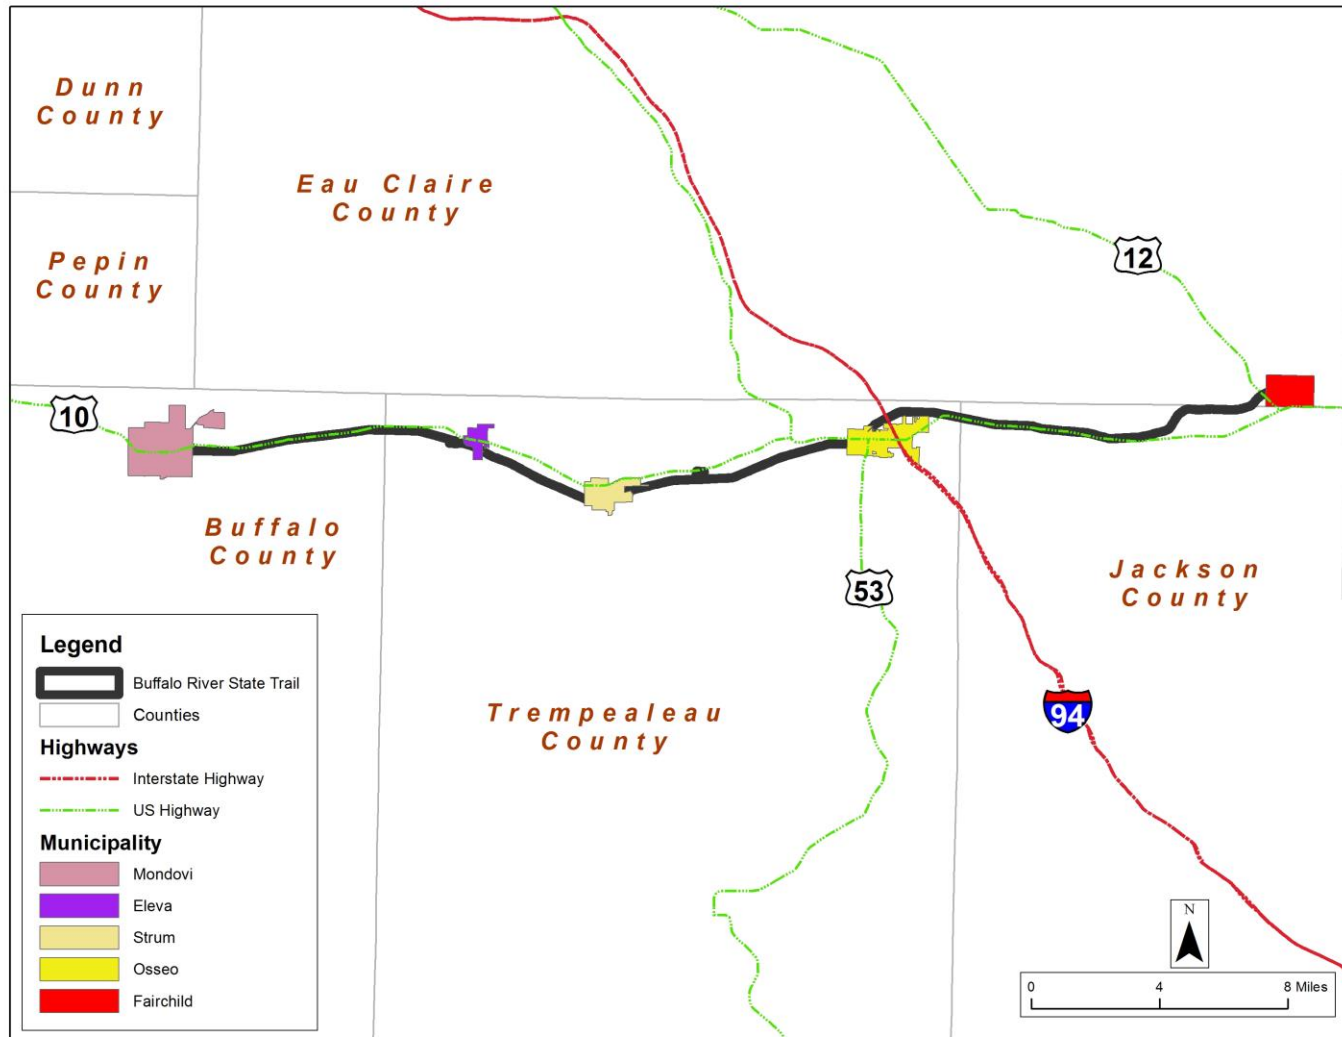 Dunn
County
Eau Claire
County
Pepin
County
12
10
Buffalo
County
53
Jackson
County
Trempealeau
County
94
Legend
Buffalo River State Trail
Counties
Highways
Interstate Highway
US Highway
Municipality
Mondovi
Eleva
Strum
Osseo
Fairchild
N
0 4 8 Miles